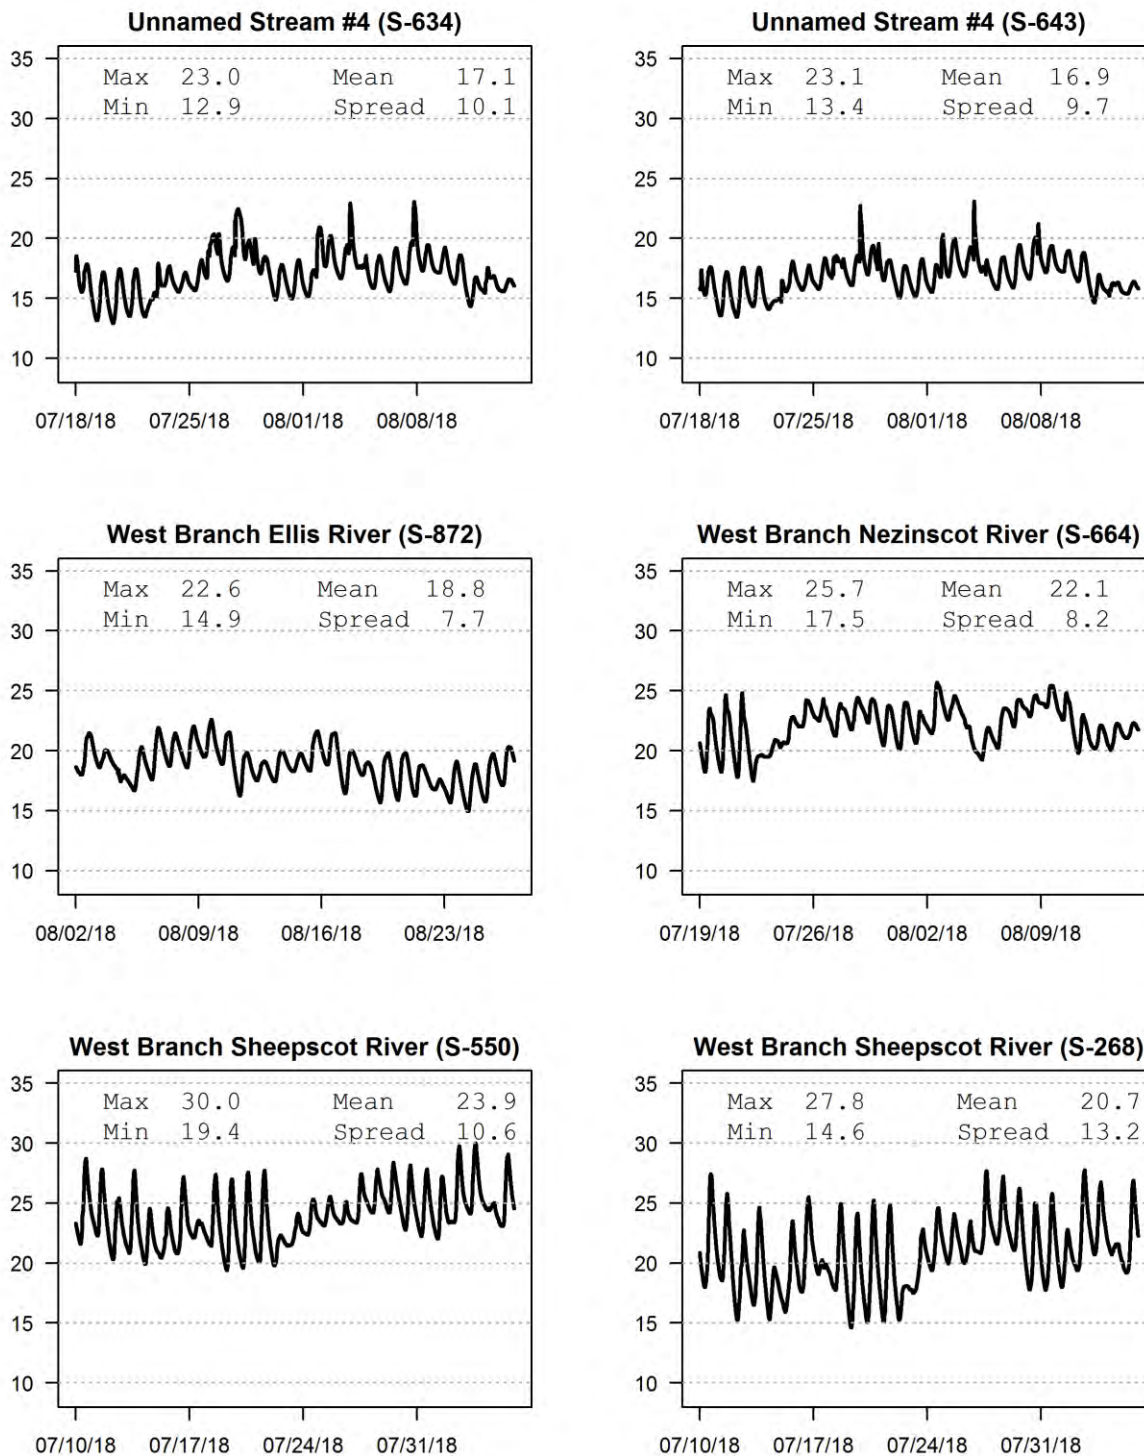 Unnamed Stream #4 (S-634)
35
30
25
20
15
10
Max 23.0 Mean 17.1
Min 12.9 Spread 10.1
07/18/18 07/25/18 08/01/18 08/08/18
Unnamed Stream #4 (S-643)
35
30
25
20
15
10
Max 23.1 Mean 16.9
Min 13.4 Spread 9.7
07/18/18 07/25/18 08/01/18 08/08/18
West Branch Ellis River (S-872)
35
30
25
20
15
10
Max 22.6 Mean 18.8
Min 14.9 Spread 7.7
08/02/18 08/09/18 08/16/18 08/23/18
West Branch Nezinscot River (S-664)
35
30
25
20
15
10
Max 25.7 Mean 22.1
Min 17.5 Spread 8.2
07/19/18 07/26/18 08/02/18 08/09/18
West Branch Sheepscot River (S-550)
35
30
25
20
15
10
Max 30.0 Mean 23.9
Min 19.4 Spread 10.6
07/10/18 07/17/18 07/24/18 07/31/18
West Branch Sheepscot River (S-268)
35
30
25
20
15
10
Max 27.8 Mean 20.7
Min 14.6 Spread 13.2
07/10/18 07/17/18 07/24/18 07/31/18